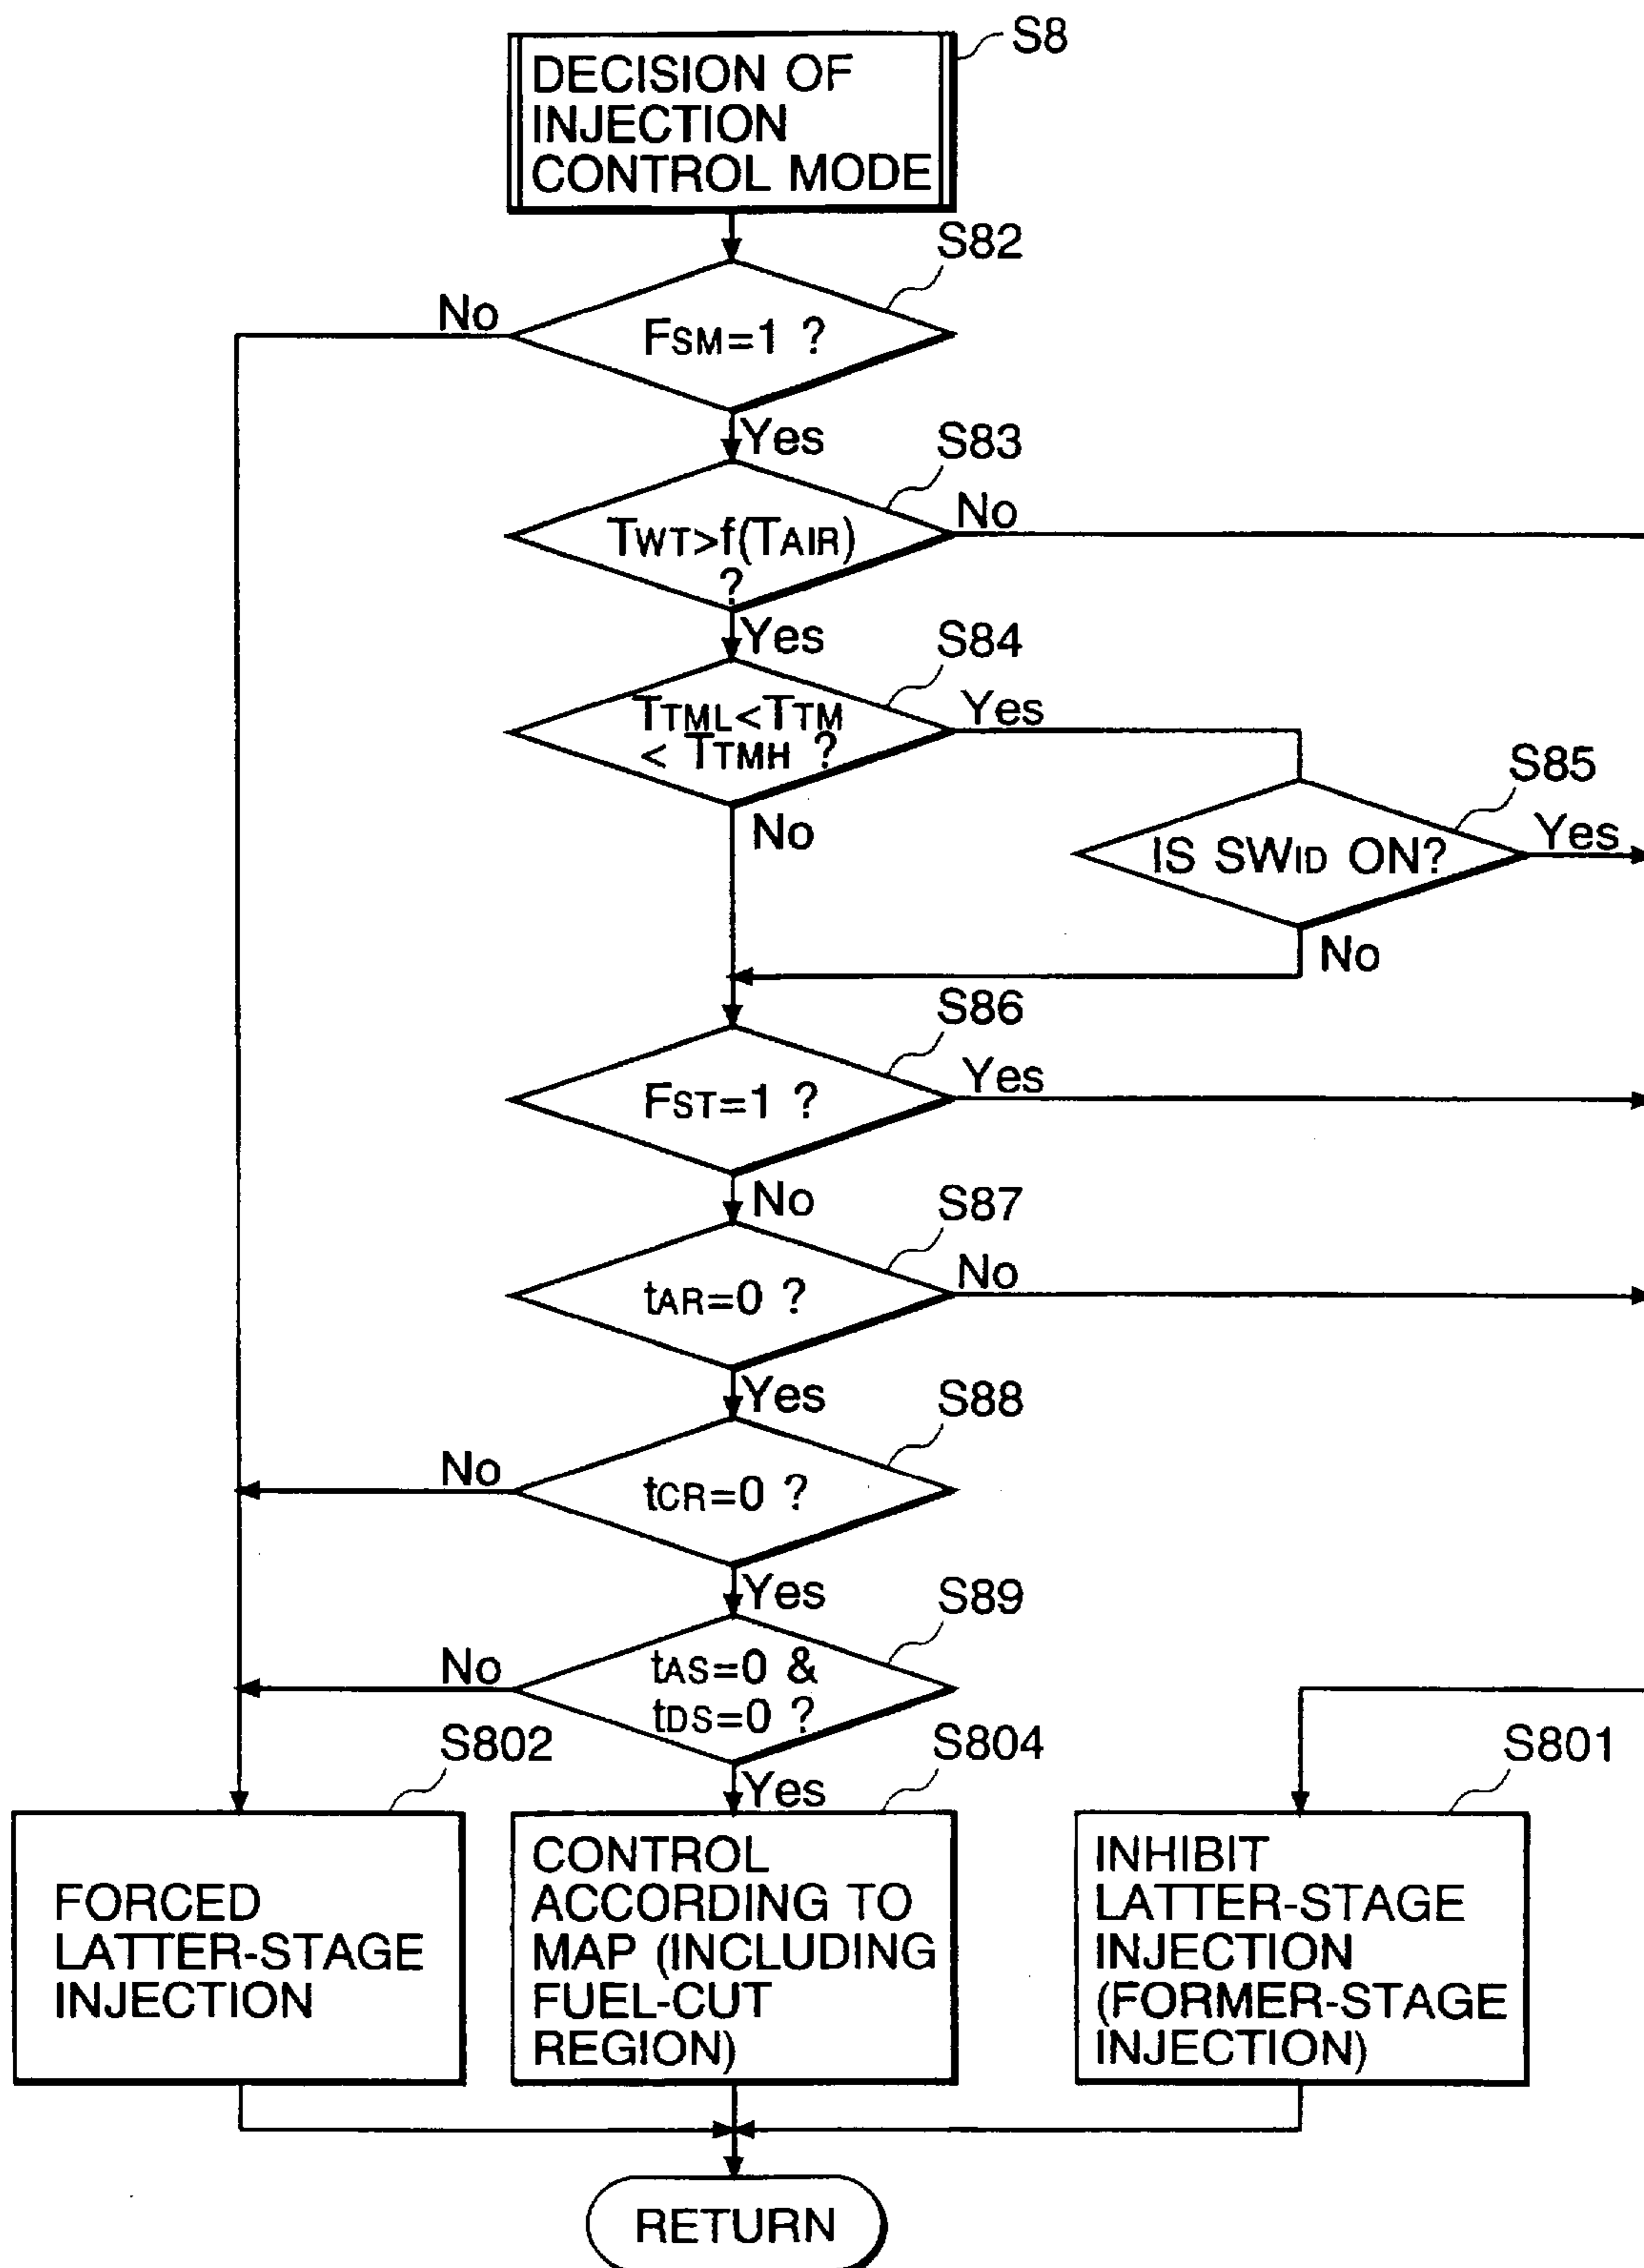 DECISION OF
INJECTION
CONTROL MODE
S8
S82
No
FSM=1 ?
Yes
S83
No
TWT>f(TAIR)
?
Yes
S84
Yes
TTML<TTM
< TTMH ?
No
S85
IS SWID ON?
Yes
No
S86
Yes
FST=1 ?
No
S87
No
tAR=0 ?
Yes
S88
No
tCR=0 ?
Yes
S89
No
tAS=0 &
tDS=0 ?
Yes
S802
FORCED
LATTER-STAGE
INJECTION
S804
CONTROL
ACCORDING TO
MAP (INCLUDING
FUEL-CUT
REGION)
S801
INHIBIT
LATTER-STAGE
INJECTION
(FORMER-STAGE
INJECTION)
RETURN